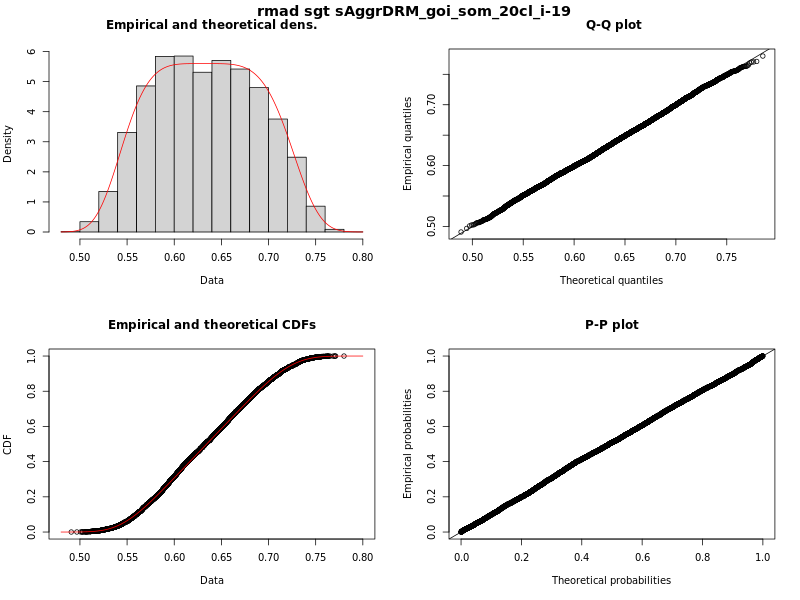 rmad sgt sAggrDRM_goi_som_20cl_i-19
Empirical and theoretical dens.
Density
0 1 2 3 4 5 6
0.50 0.55 0.60 0.65 0.70 0.75 0.80
Data
Q-Q plot
Empirical quantiles
0.50 0.60 0.70
0.50 0.55 0.60 0.65 0.70 0.75
Theoretical quantiles
Empirical and theoretical CDFs
CDF
0.0 0.2 0.4 0.6 0.8 1.0
0.50 0.55 0.60 0.65 0.70 0.75 0.80
Data
P-P plot
Empirical probabilities
0.0 0.2 0.4 0.6 0.8 1.0
0.0 0.2 0.4 0.6 0.8 1.0
Theoretical probabilities